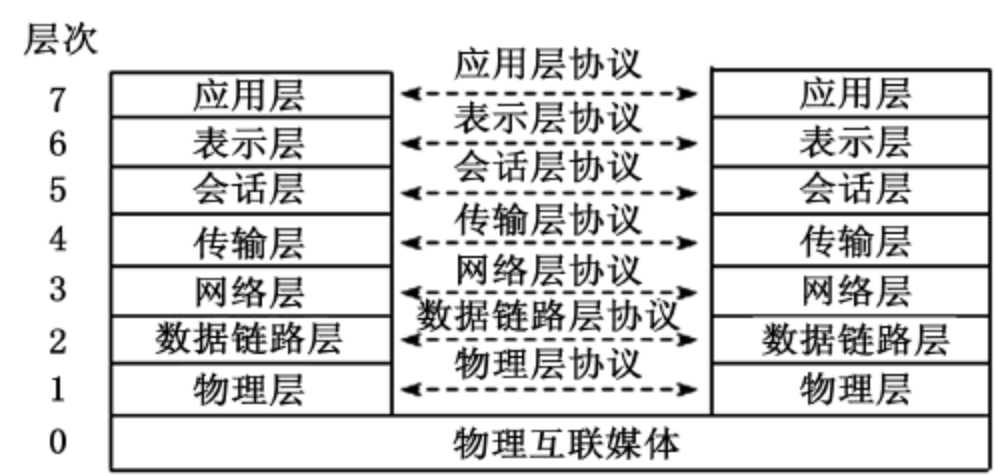 层次
应用层协议
7 应用层 应用层
表示层协议
6 表示层 表示层
会话层协议
5 会话层 会话层
传输层协议
4 传输层 传输层
网络层协议
3 网络层 网络层
数据链路层协议
2 数据链路层 数据链路层
物理层协议
1 物理层 物理层
0 物理互联媒体